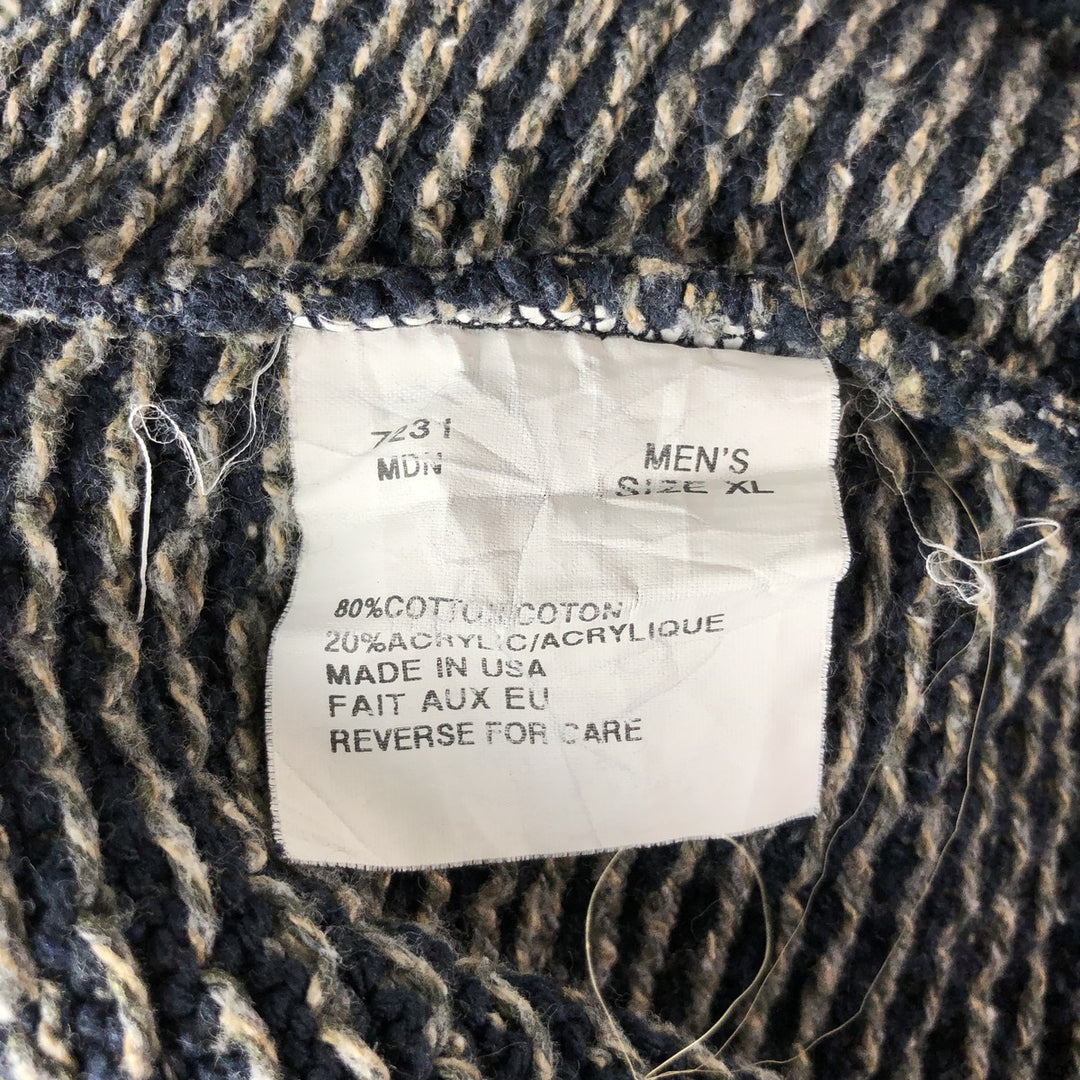 7231
MDN
MEN'S
SIZE XL
80%COTTON/COTON
20%ACRYLIC/ACRYLIQUE
MADE IN USA
FAIT AUX EU
REVERSE FOR CARE